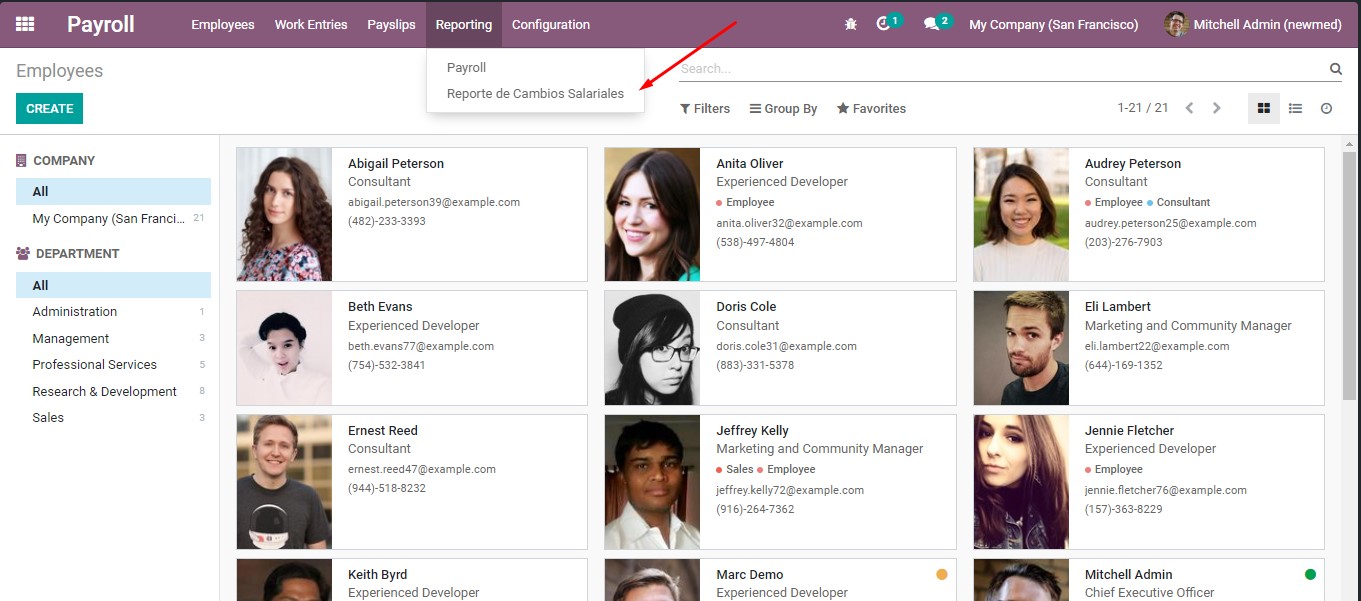 Payroll Employees Work Entries Payslips Reporting Configuration 1 2 My Company (San Francisco) Mitchell Admin (newmed)
Employees
Payroll
Reporte de Cambios Salariales
Search...
CREATE
Filters Group By Favorites 1-21 / 21
COMPANY
All
My Company (San Franci... 21
DEPARTMENT
All
Administration 1
Management 3
Professional Services 5
Research & Development 8
Sales 3
Abigail Peterson
Consultant
abigail.peterson39@example.com
(482)-233-3393
Anita Oliver
Experienced Developer
Employee
anita.oliver32@example.com
(538)-497-4804
Audrey Peterson
Consultant
Employee Consultant
audrey.peterson25@example.com
(203)-276-7903
Beth Evans
Experienced Developer
beth.evans77@example.com
(754)-532-3841
Doris Cole
Consultant
doris.cole31@example.com
(883)-331-5378
Eli Lambert
Marketing and Community Manager
eli.lambert22@example.com
(644)-169-1352
Ernest Reed
Consultant
ernest.reed47@example.com
(944)-518-8232
Jeffrey Kelly
Marketing and Community Manager
Sales Employee
jeffrey.kelly72@example.com
(916)-264-7362
Jennie Fletcher
Experienced Developer
Employee
jennie.fletcher76@example.com
(157)-363-8229
Keith Byrd
Experienced Developer
Marc Demo
Experienced Developer
Mitchell Admin
Chief Executive Officer